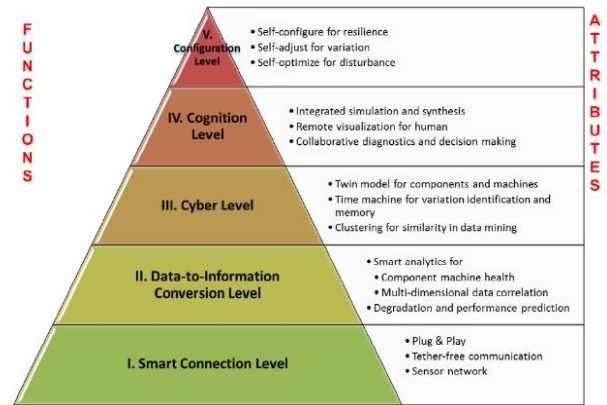 FUNCTIONS
ATTRIBUTES
V.
Configuration
Level
• Self-configure for resilience
• Self-adjust for variation
• Self-optimize for disturbance
IV. Cognition
Level
• Integrated simulation and synthesis
• Remote visualization for human
• Collaborative diagnostics and decision making
III. Cyber Level
• Twin model for components and machines
• Time machine for variation identification and
memory
• Clustering for similarity in data mining
II. Data-to-Information
Conversion Level
• Smart analytics for
• Component machine health
• Multi-dimensional data correlation
• Degradation and performance prediction
I. Smart Connection Level
• Plug & Play
• Tether-free communication
• Sensor network